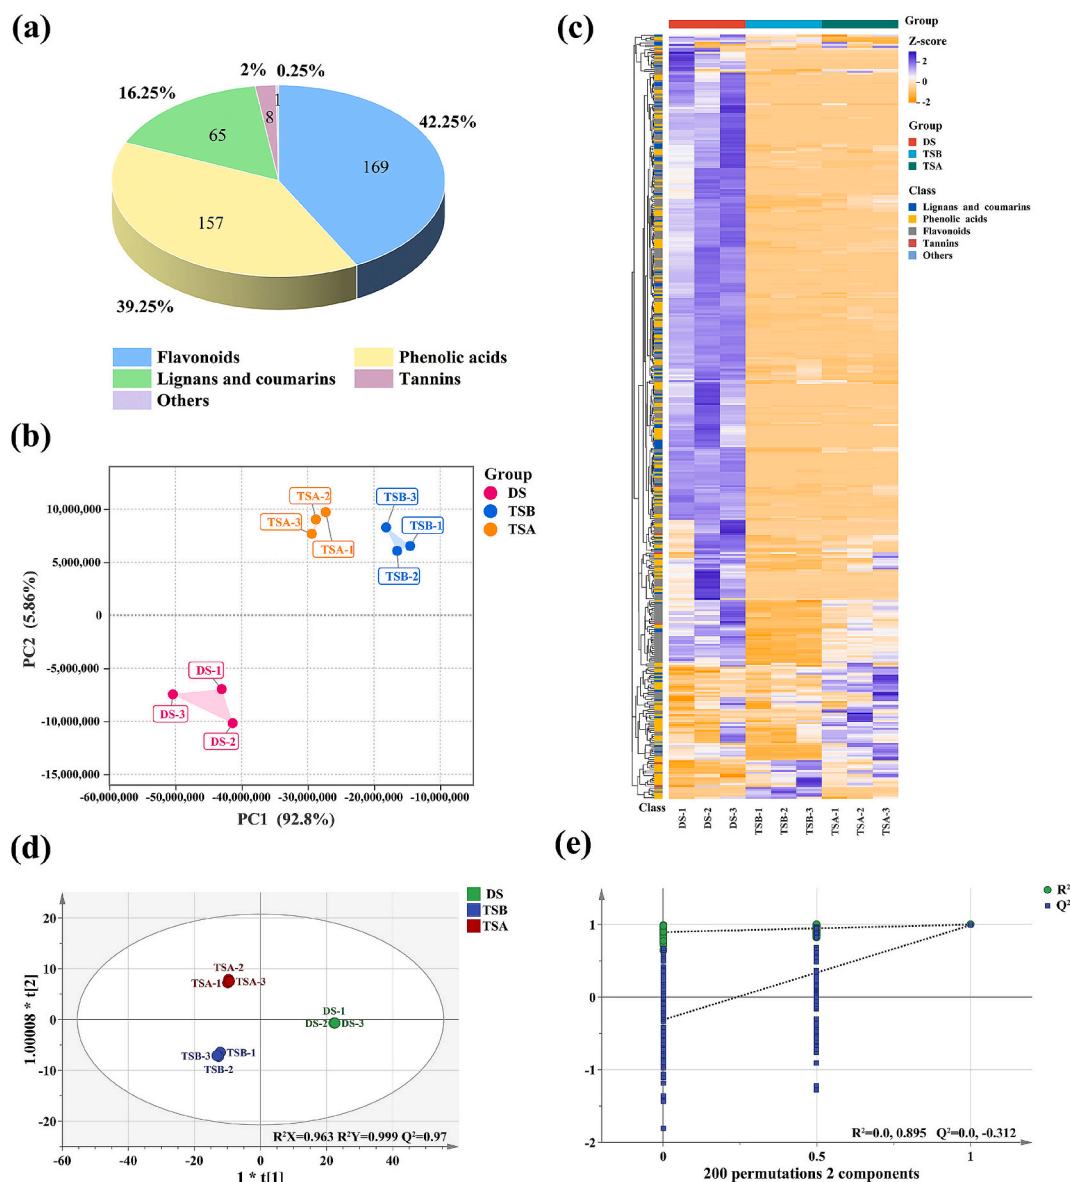 (a)
2%
0.25%
16.25%
42.25%
1
8
65
169
157
39.25%
Flavonoids
Phenolic acids
Lignans and coumarins
Tannins
Others
(b)
Group
DS
TSB
TSA
10,000,000
5,000,000
0
−5,000,000
−10,000,000
−15,000,000
PC2 (5.86%)
TSA-2
TSA-3
TSA-1
TSB-3
TSB-1
TSB-2
DS-1
DS-3
DS-2
−60,000,000
−50,000,000
−40,000,000
−30,000,000
−20,000,000
−10,000,000
PC1 (92.8%)
(c)
Group
Z-score
2
0
-2
Group
DS
TSB
TSA
Class
Lignans and coumarins
Phenolic acids
Flavonoids
Tannins
Others
Class
DS-1
DS-2
DS-3
TSB-1
TSB-2
TSB-3
TSA-1
TSA-2
TSA-3
(d)
DS
TSB
TSA
20
10
0
-10
-20
1.00008 * t[2]
TSA-2
TSA-1
TSA-3
DS-1
DS-2
DS-3
TSB-3
TSB-1
TSB-2
R²X=0.963 R²Y=0.999 Q²=0.97
-60
-40
-20
0
20
40
1 * t[1]
(e)
R²
Q²
1
0
-1
-2
R²=0.0, 0.895 Q²=0.0, -0.312
0
0.5
1
200 permutations 2 components